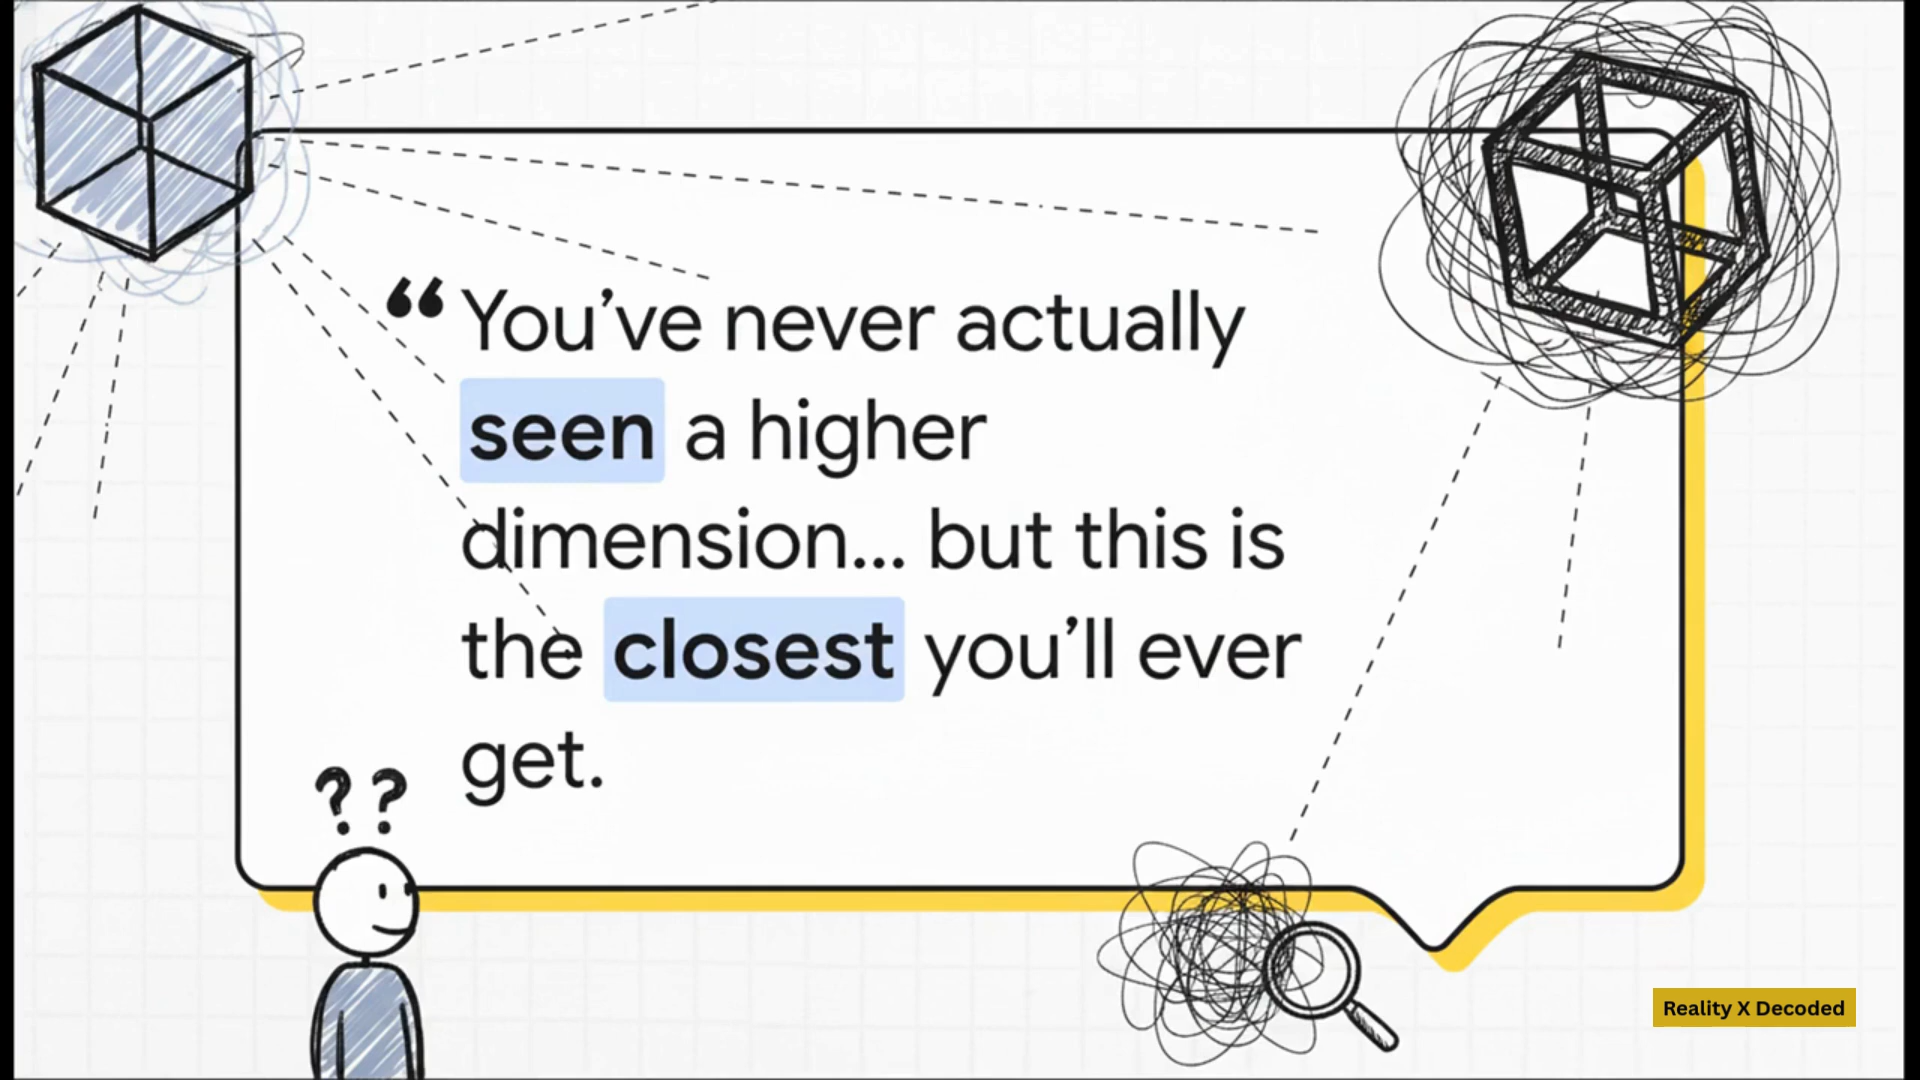 “You’ve never actually
seen a higher
dimension... but this is
the closest you’ll ever
get.
? ?
Reality X Decoded